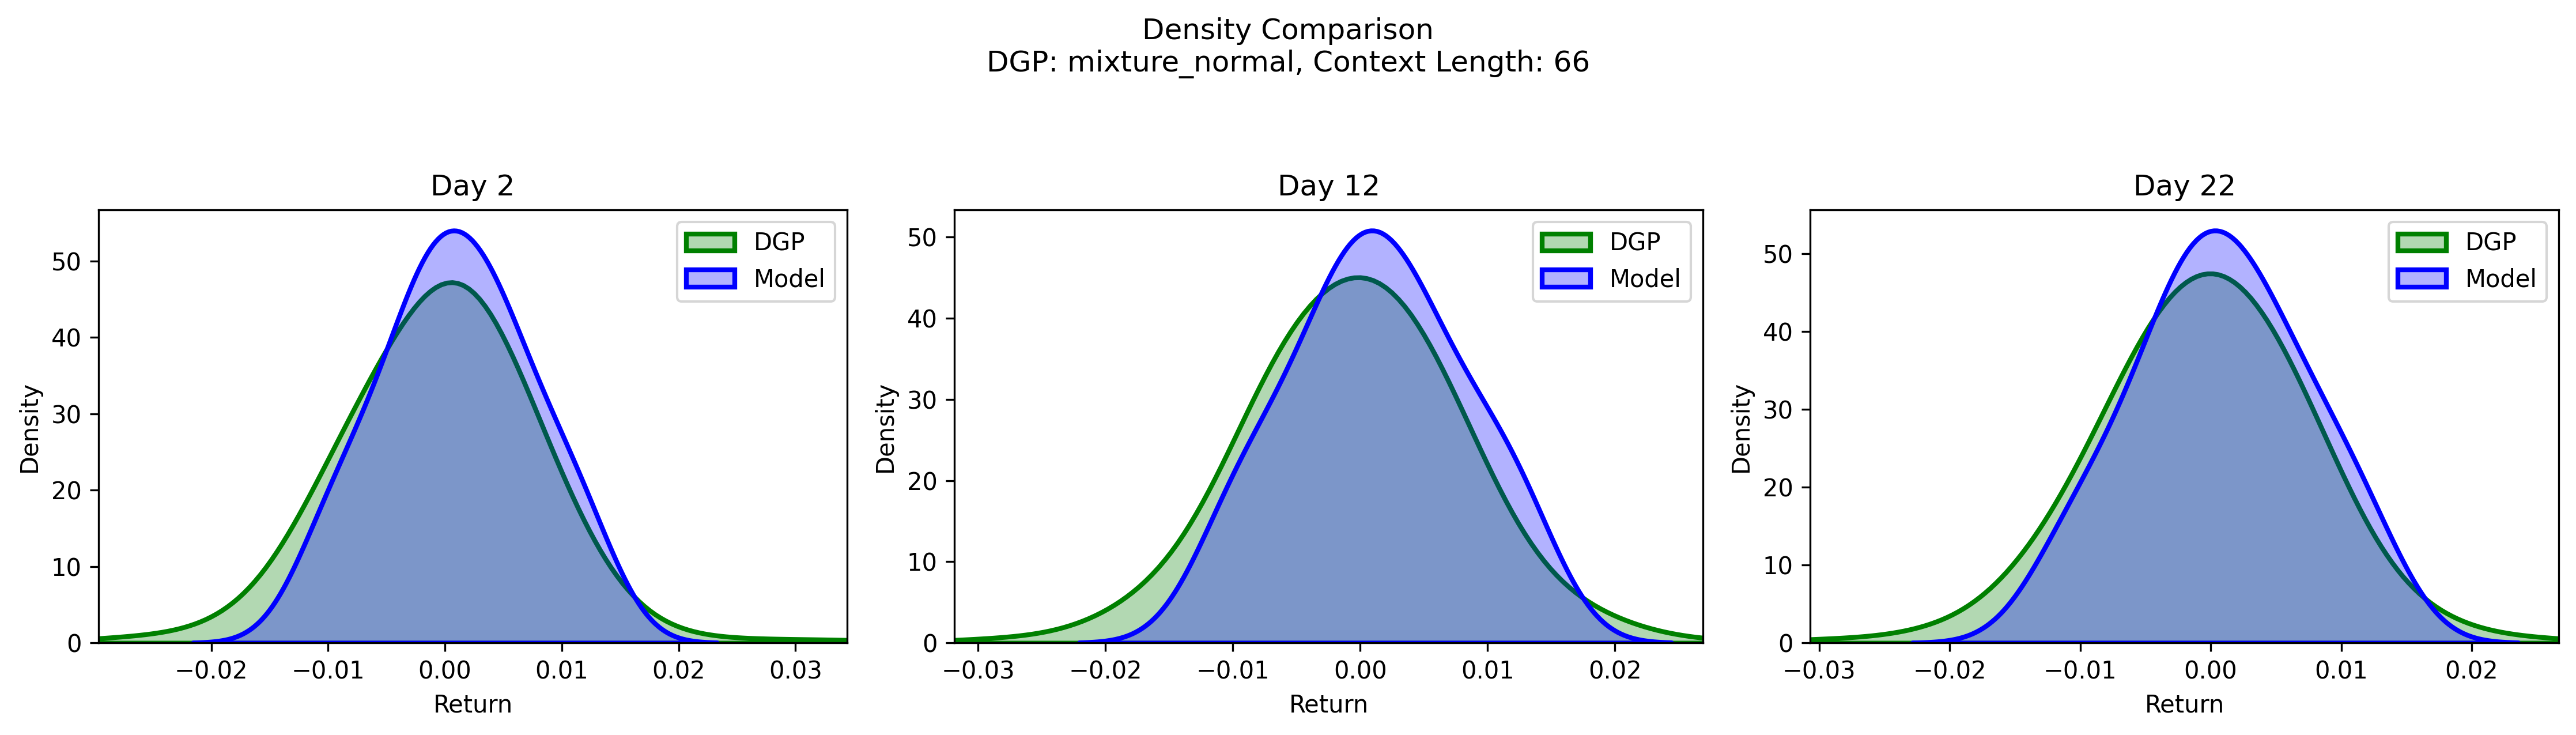 Density Comparison
DGP: mixture_normal, Context Length: 66
Day 2
Density
50
40
30
20
10
0
−0.02
−0.01
0.00
0.01
0.02
0.03
Return
DGP
Model
Day 12
Density
50
40
30
20
10
0
−0.03
−0.02
−0.01
0.00
0.01
0.02
Return
DGP
Model
Day 22
Density
50
40
30
20
10
0
−0.03
−0.02
−0.01
0.00
0.01
0.02
Return
DGP
Model